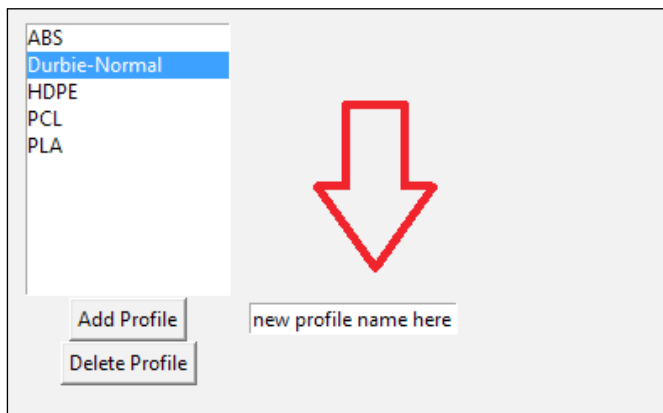 ABS
Durbie-Normal
HDPE
PCL
PLA
Add Profile
new profile name here
Delete Profile